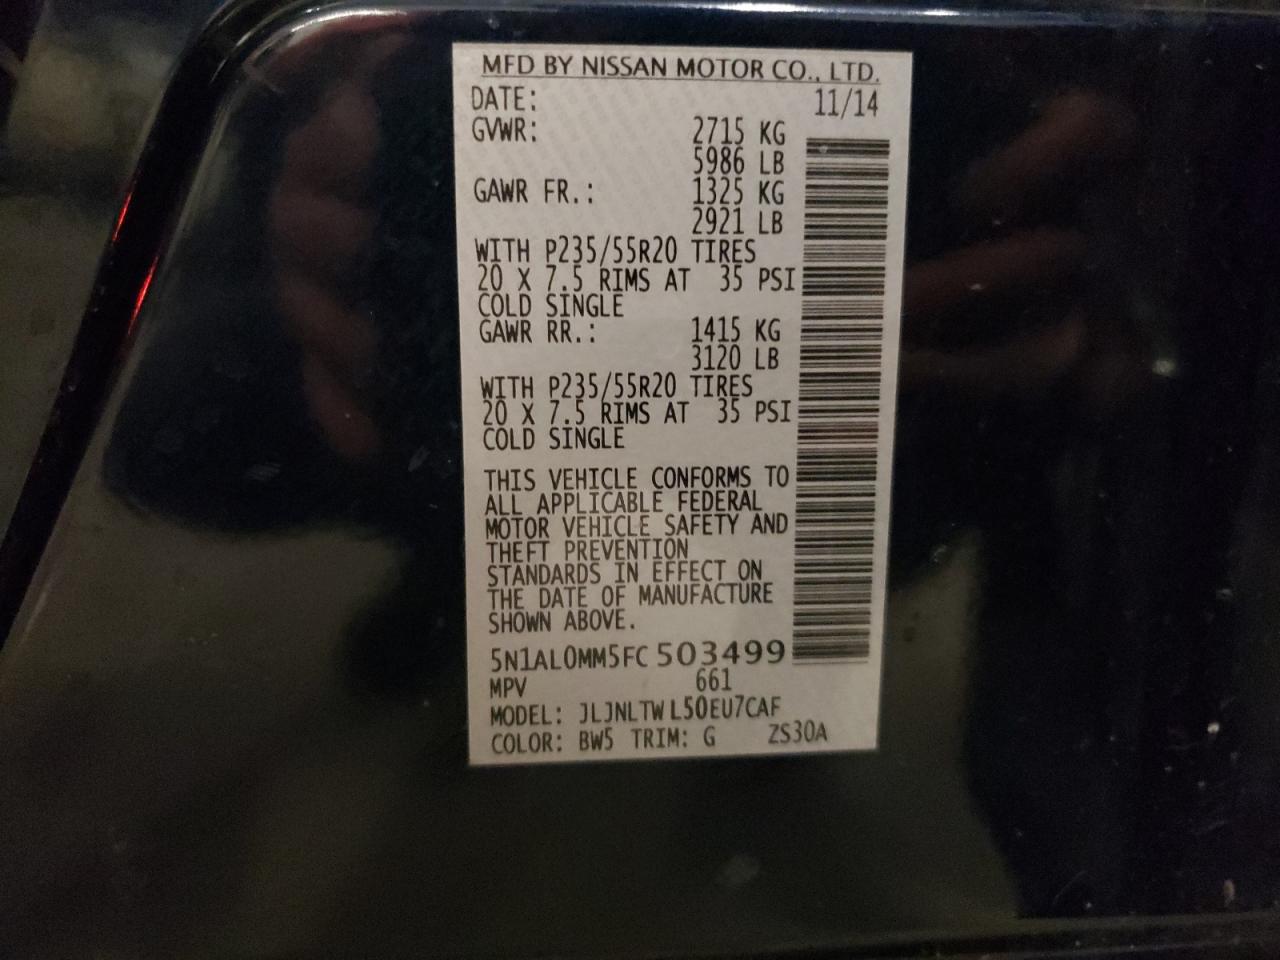 MFD BY NISSAN MOTOR CO., LTD.
DATE: 11/14
GVWR: 2715 KG
5986 LB
GAWR FR.: 1325 KG
2921 LB
WITH P235/55R20 TIRES
20 X 7.5 RIMS AT 35 PSI
COLD SINGLE
GAWR RR.: 1415 KG
3120 LB
WITH P235/55R20 TIRES
20 X 7.5 RIMS AT 35 PSI
COLD SINGLE
THIS VEHICLE CONFORMS TO
ALL APPLICABLE FEDERAL
MOTOR VEHICLE SAFETY AND
THEFT PREVENTION
STANDARDS IN EFFECT ON
THE DATE OF MANUFACTURE
SHOWN ABOVE.
5N1AL0MM5FC 503499
MPV 661
MODEL: JLJNLTW L50EU7CAF
COLOR: BW5 TRIM: G ZS30A